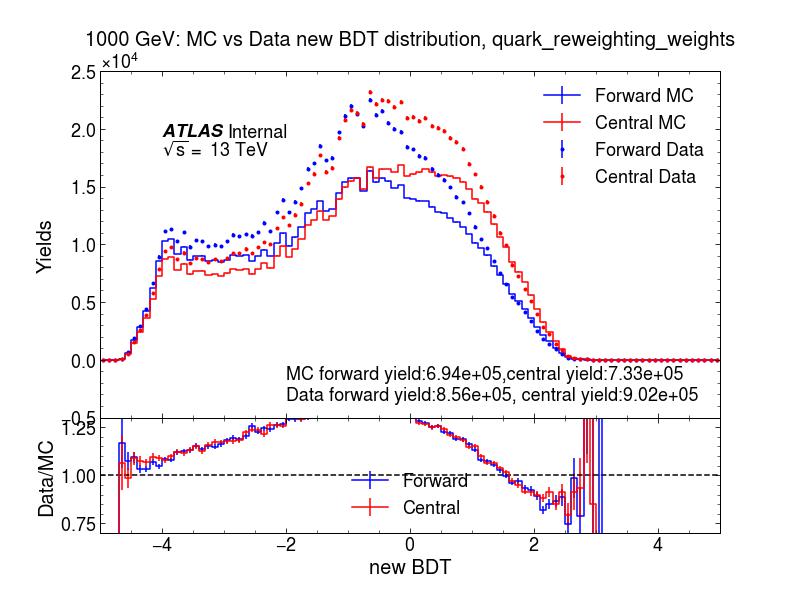 1000 GeV: MC vs Data new BDT distribution, quark_reweighting_weights
×10⁴
2.5
2.0
1.5
1.0
0.5
0.0
0.5
Yields
ATLAS Internal
√s = 13 TeV
Forward MC
Central MC
Forward Data
Central Data
MC forward yield:6.94e+05,central yield:7.33e+05
Data forward yield:8.56e+05, central yield:9.02e+05
1.25
1.00
0.75
Data/MC
Forward
Central
−4 −2 0 2 4
new BDT